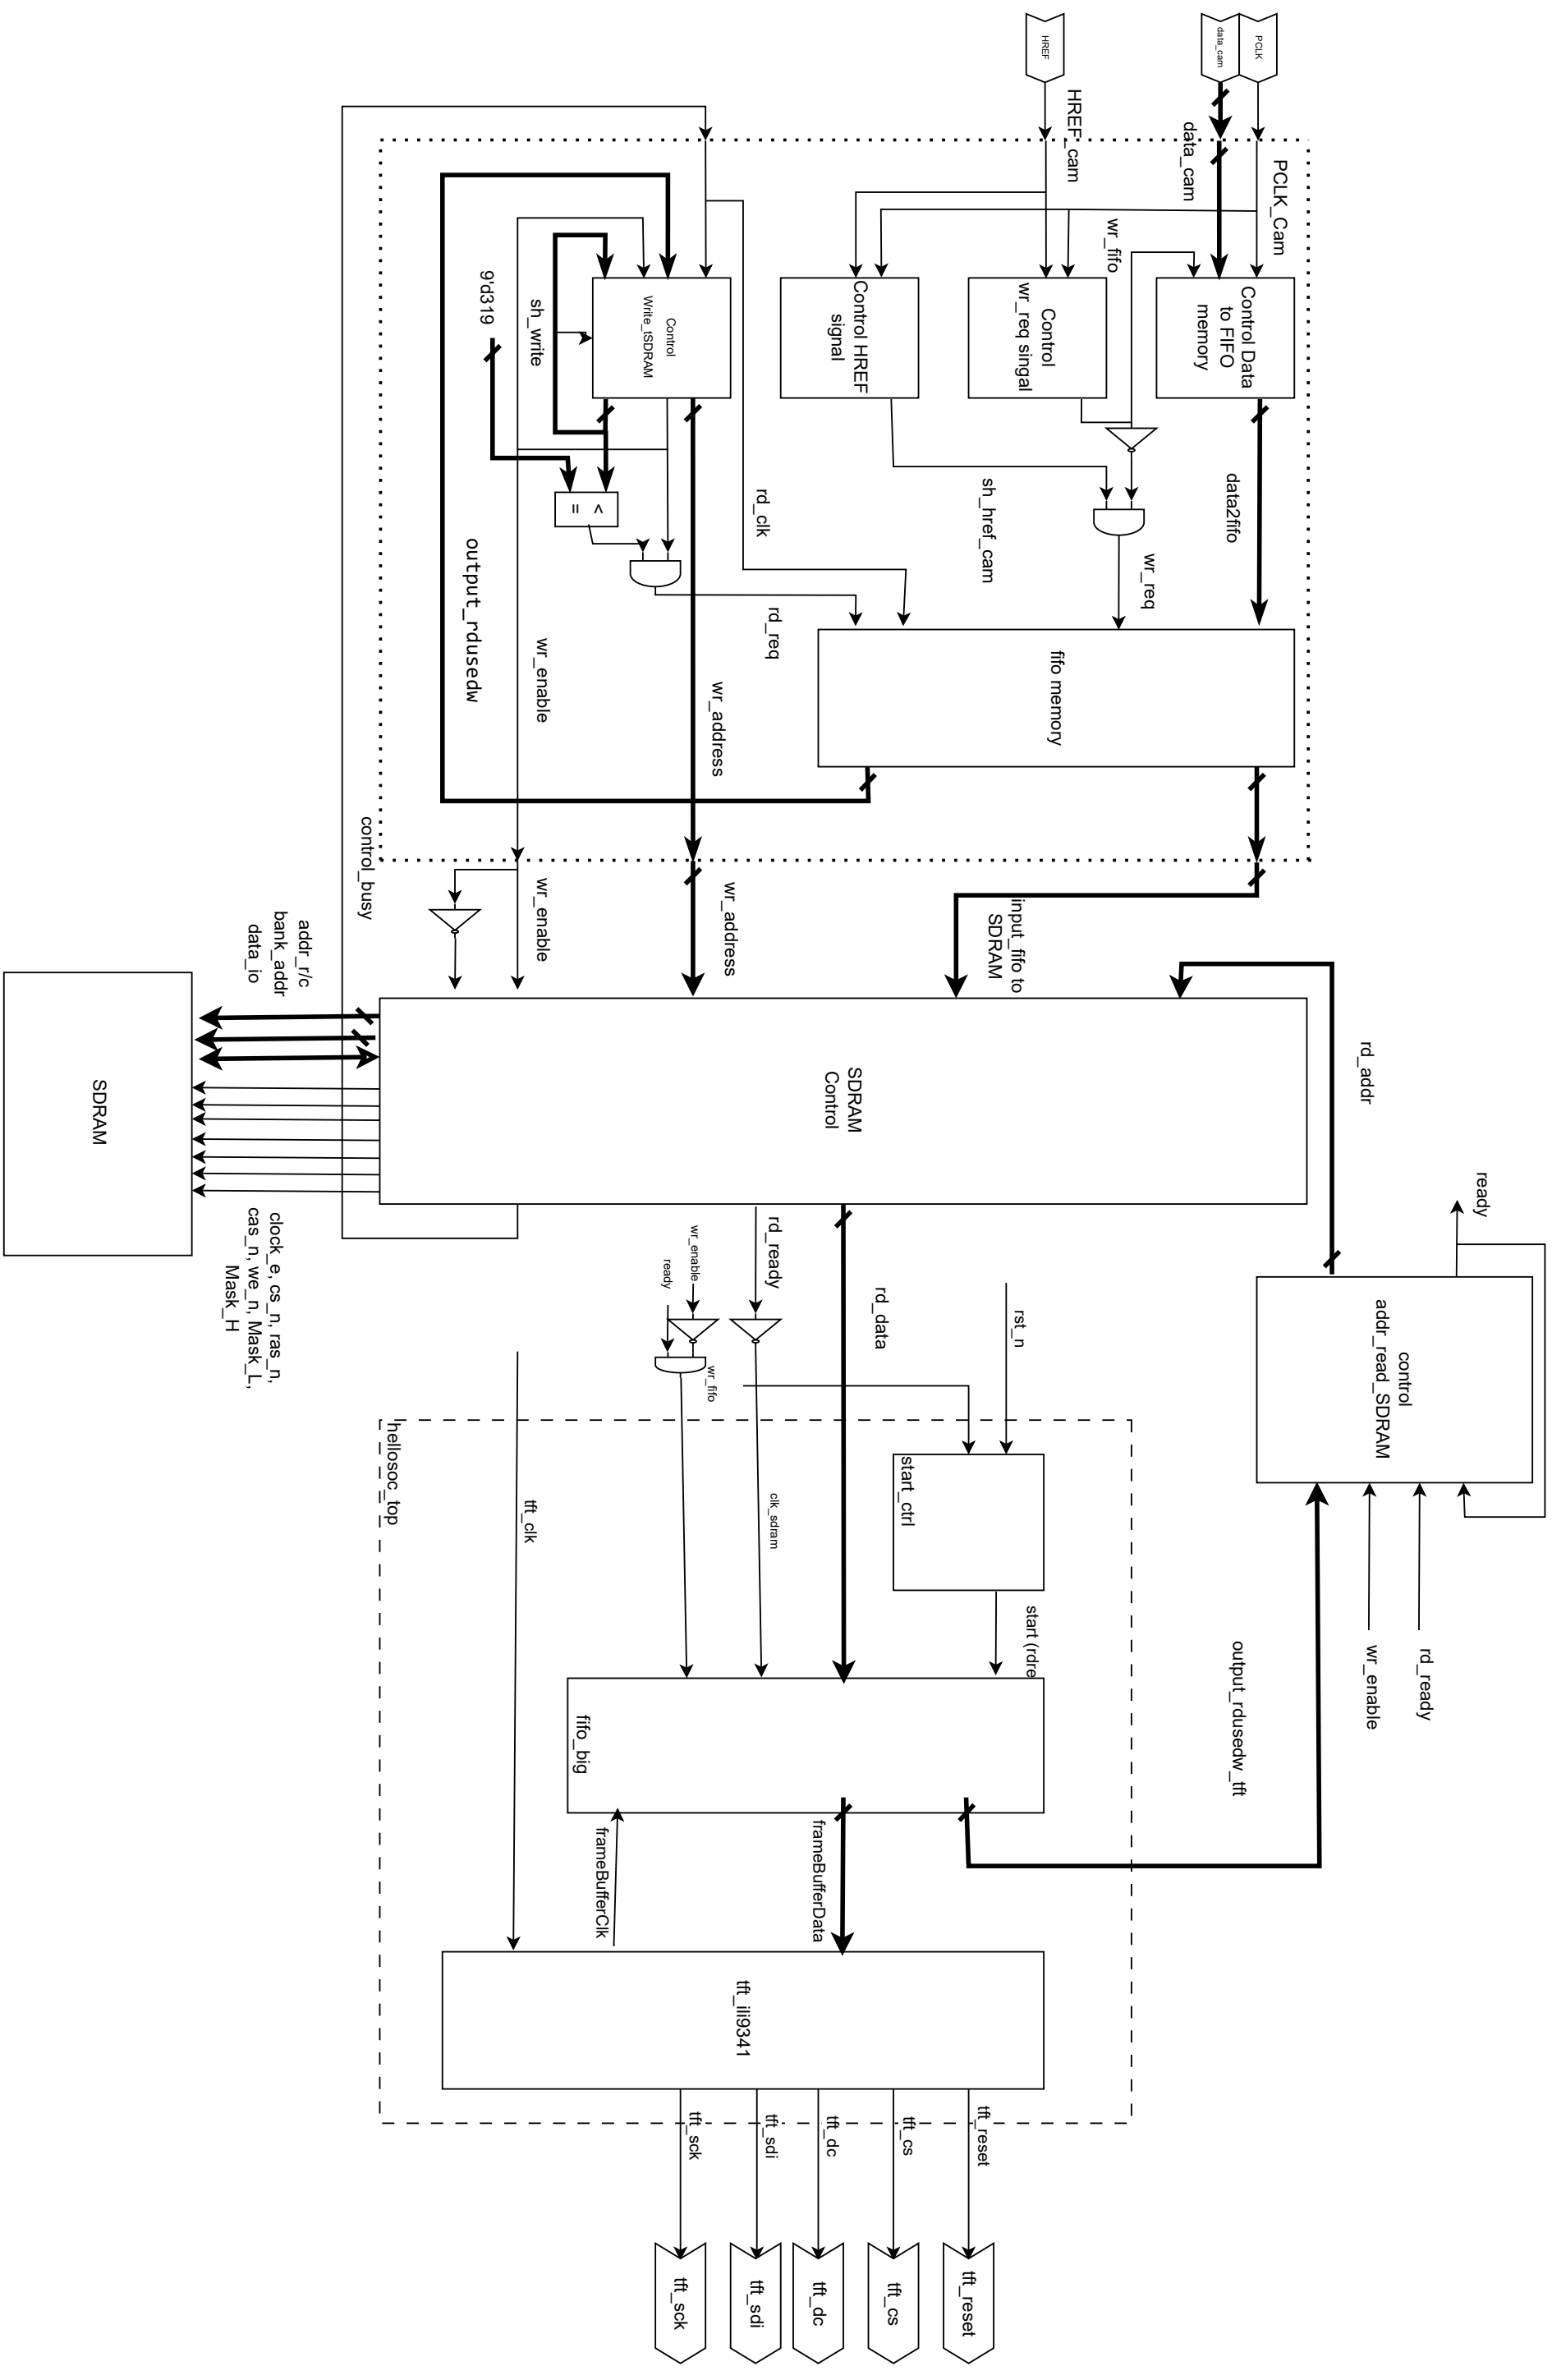 PCLK
data_cam
HREF
PCLK_Cam
data_cam
HREF_cam
wr_fifo
Control Data
to FIFO
memory
Control
wr_req singal
Control HREF
signal
Control
Write_tSDRAM
sh_write
9'd319
<
=
data2fifo
wr_req
sh_href_cam
rd_clk
rd_req
output_rdusedw
wr_enable
wr_address
fifo memory
control_busy
wr_enable
wr_address
input_fifo to
SDRAM
rd_addr
SDRAM
Control
addr_r/c
bank_addr
data_io
SDRAM
clock_e, cs_n, ras_n,
cas_n, we_n, Mask_L,
Mask_H
ready
control
addr_read_SDRAM
rd_ready
wr_enable
output_rdusedw_tft
rd_ready
wr_enable
ready
wr_fifo
rd_data
rst_n
start_ctrl
clk_sdram
tft_clk
hellosoc_top
start (rdre
fifo_big
frameBufferData
frameBufferClk
tft_ili9341
tft_reset
tft_cs
tft_dc
tft_sdi
tft_sck
tft_reset
tft_cs
tft_dc
tft_sdi
tft_sck